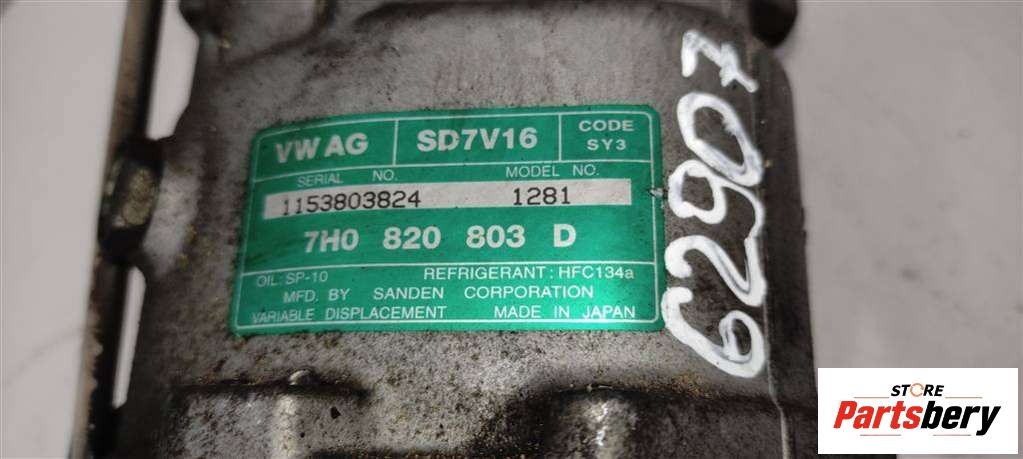 VW AG SD7V16 CODE SY3
SERIAL NO. MODEL NO.
1153803824 1281
7H0 820 803 D
OIL: SP-10 REFRIGERANT: HFC134a
MFD. BY SANDEN CORPORATION
VARIABLE DISPLACEMENT MADE IN JAPAN
62907
STORE
Partsbery